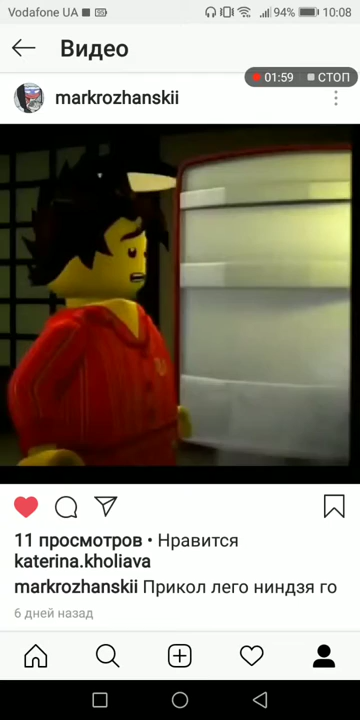 Vodafone UA 94% 10:08
Видео
01:59 СТОП
markrozhanskii
11 просмотров • Нравится
katerina.kholiava
markrozhanskii Прикол лего ниндзя го
6 дней назад